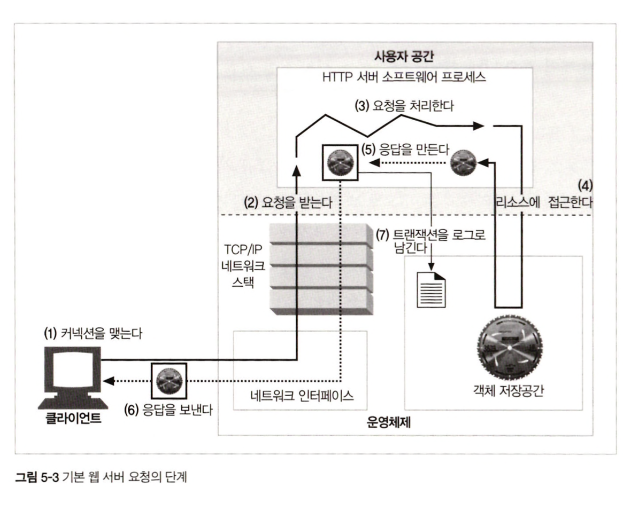 사용자 공간
HTTP 서버 소프트웨어 프로세스
(3) 요청을 처리한다
(5) 응답을 만든다
(4)
리소스에 접근한다
(2) 요청을 받는다
(7) 트랜잭션을 로그로
남긴다
TCP/IP
네트워크
스택
(1) 커넥션을 맺는다
클라이언트
(6) 응답을 보낸다
네트워크 인터페이스
객체 저장공간
운영체제
그림 5-3 기본 웹 서버 요청의 단계